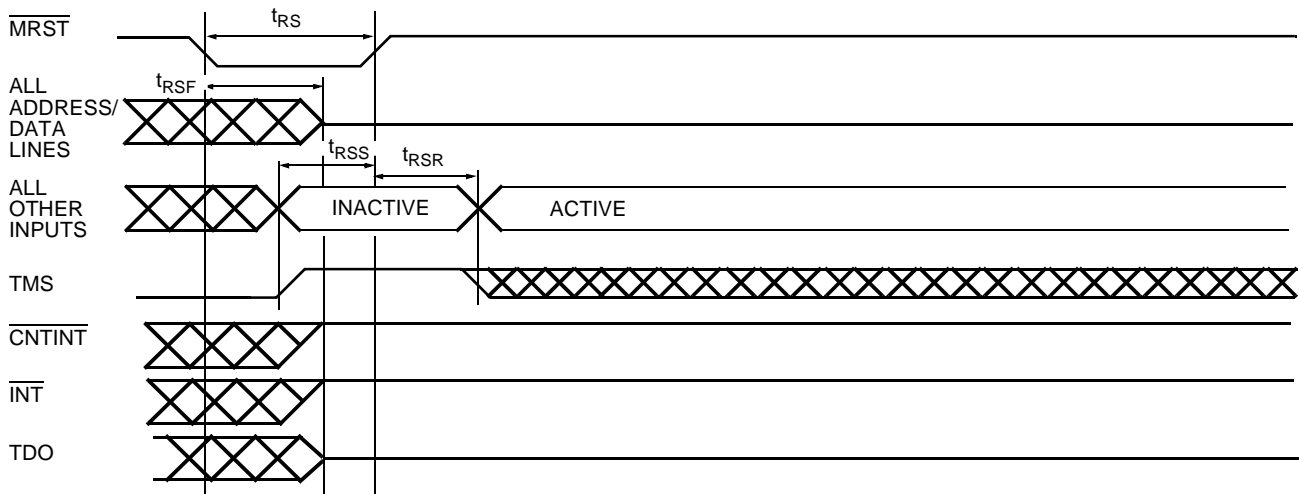 MRST
tRS
ALL
ADDRESS/
DATA
LINES
tRSF
tRSS
tRSR
ALL
OTHER
INPUTS
INACTIVE
ACTIVE
TMS
CNTINT
INT
TDO